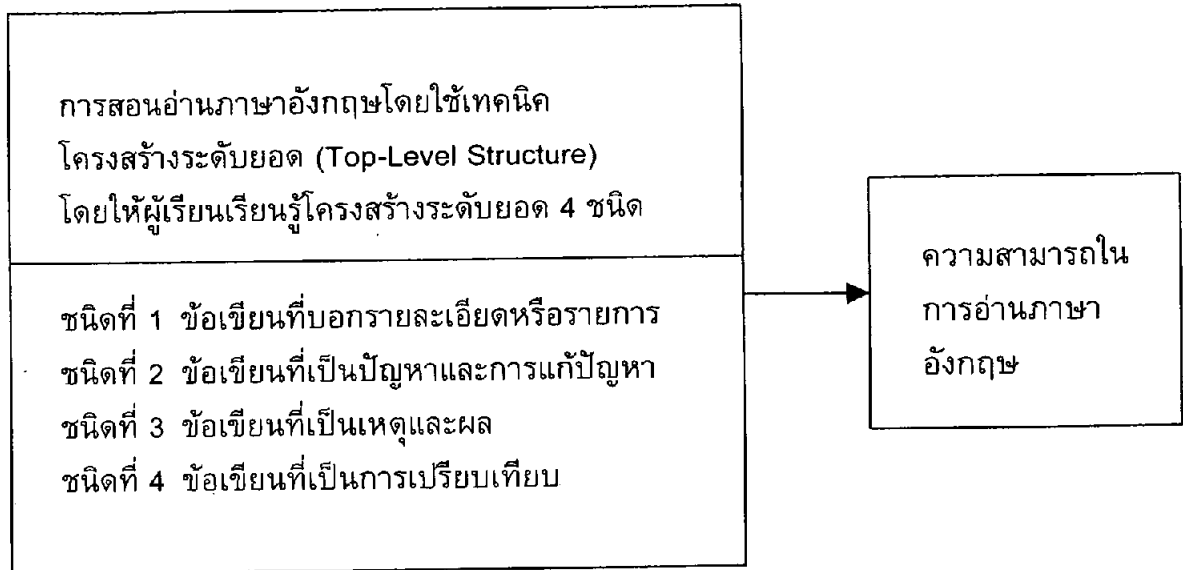 การสอนอ่านภาษาอังกฤษโดยใช้เทคนิค
โครงสร้างระดับยอด (Top-Level Structure)
โดยให้ผู้เรียนเรียนรู้โครงสร้างระดับยอด 4 ชนิด
ชนิดที่ 1 ข้อเขียนที่บอกรายละเอียดหรือรายการ
ชนิดที่ 2 ข้อเขียนที่เป็นปัญหาและการแก้ปัญหา
ชนิดที่ 3 ข้อเขียนที่เป็นเหตุและผล
ชนิดที่ 4 ข้อเขียนที่เป็นการเปรียบเทียบ
ความสามารถใน
การอ่านภาษา
อังกฤษ